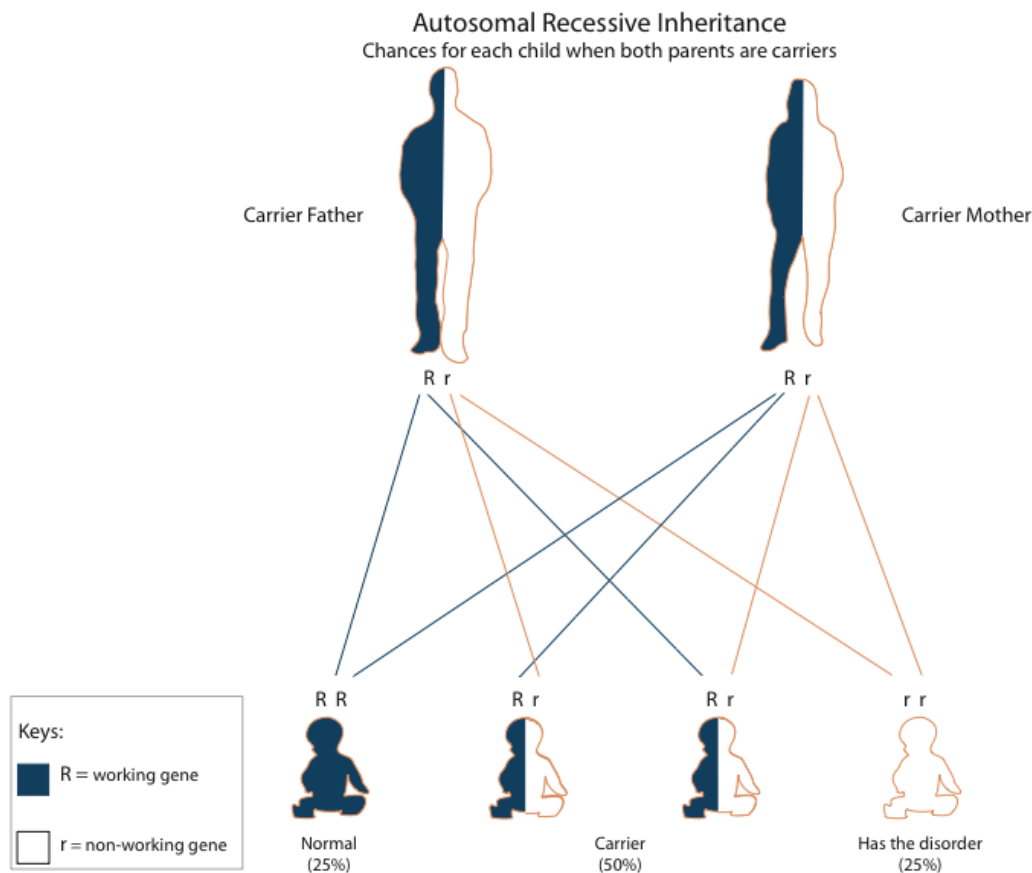 Autosomal Recessive Inheritance
Chances for each child when both parents are carriers
Carrier Father
Carrier Mother
R r
R r
R R
R r
R r
r r
Keys:
R = working gene
r = non-working gene
Normal
(25%)
Carrier
(50%)
Has the disorder
(25%)